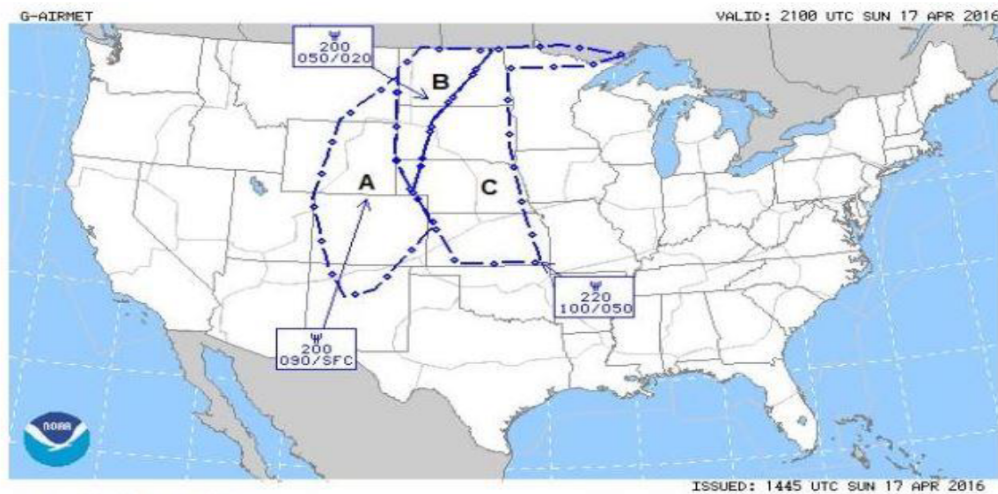 G-AIRMET
VALID: 2100 UTC SUN 17 APR 2016
200
050/020
B
A
C
220
100/050
200
090/SFC
NOAA
ISSUED: 1445 UTC SUN 17 APR 2016